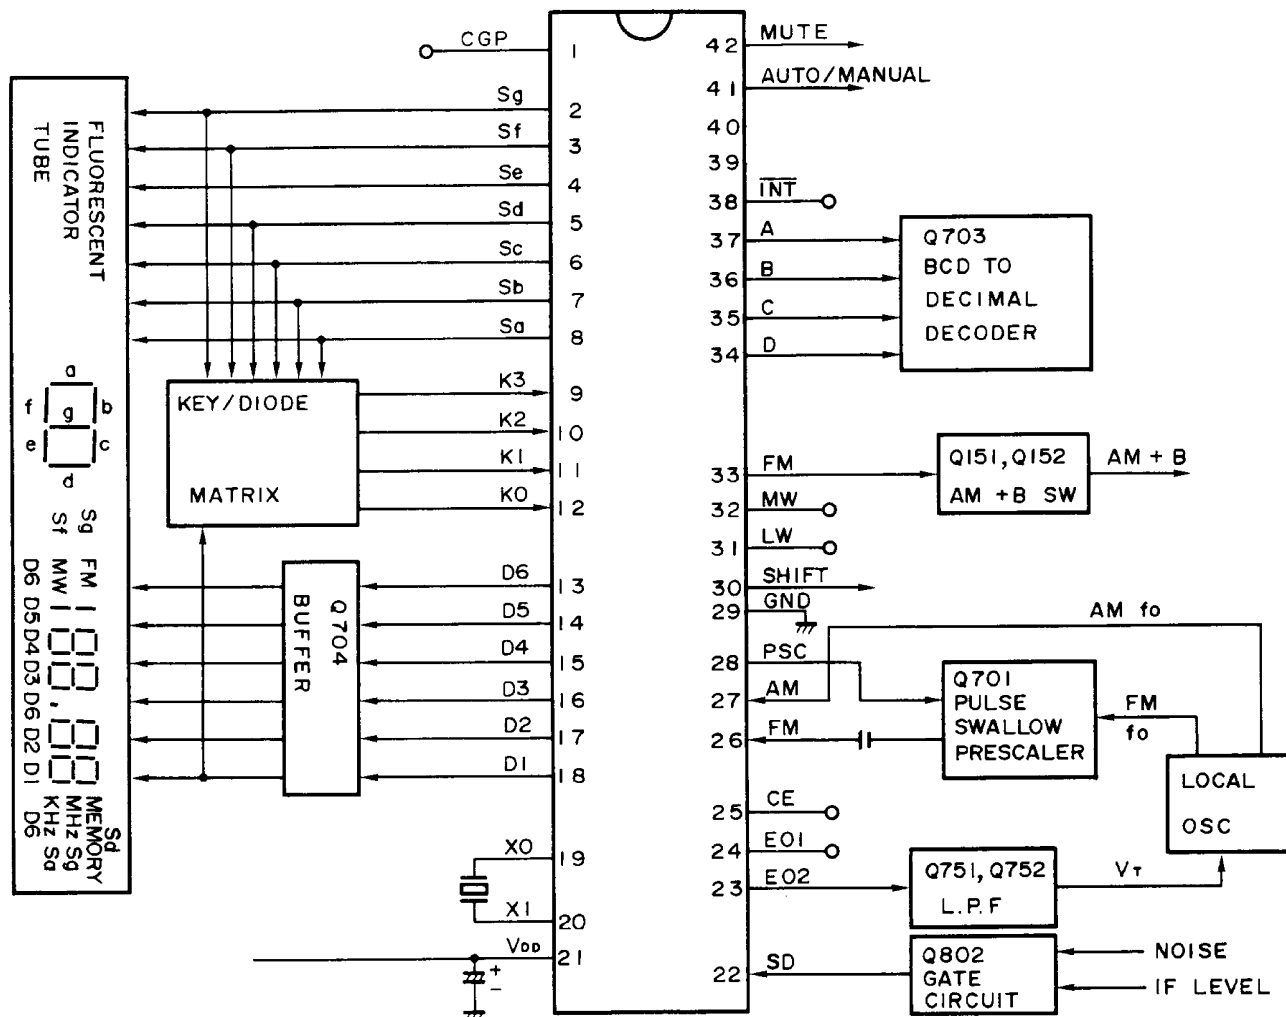 CGP 1
Sg 2
Sf 3
Se 4
Sd 5
Sc 6
Sb 7
Sa 8
K3 9
K2 10
K1 11
K0 12
D6 13
D5 14
D4 15
D3 16
D2 17
D1 18
X0 19
X1 20
VDD 21
+
−
FLUORESCENT
INDICATOR
TUBE
a
f g b
e c
d
Sg FM
Sf MW
D6 D5 D4 D3 D6 D2 D1 D6
Sd
MEMORY
MHz Sg
KHz Sa
KEY/DIODE
MATRIX
Q704
BUFFER
42 MUTE
41 AUTO/MANUAL
40
39
38 INT
37 A
36 B
35 C
34 D
Q703
BCD TO
DECIMAL
DECODER
33 FM
Q151, Q152
AM +B SW
AM + B
32 MW
31 LW
30 SHIFT
29 GND
28 PSC
27 AM
26 FM
AM fo
Q701
PULSE
SWALLOW
PRESCALER
FM
fo
LOCAL
OSC
25 CE
24 EO1
23 EO2
Q751, Q752
L.P.F
VT
22 SD
Q802
GATE
CIRCUIT
NOISE
IF LEVEL